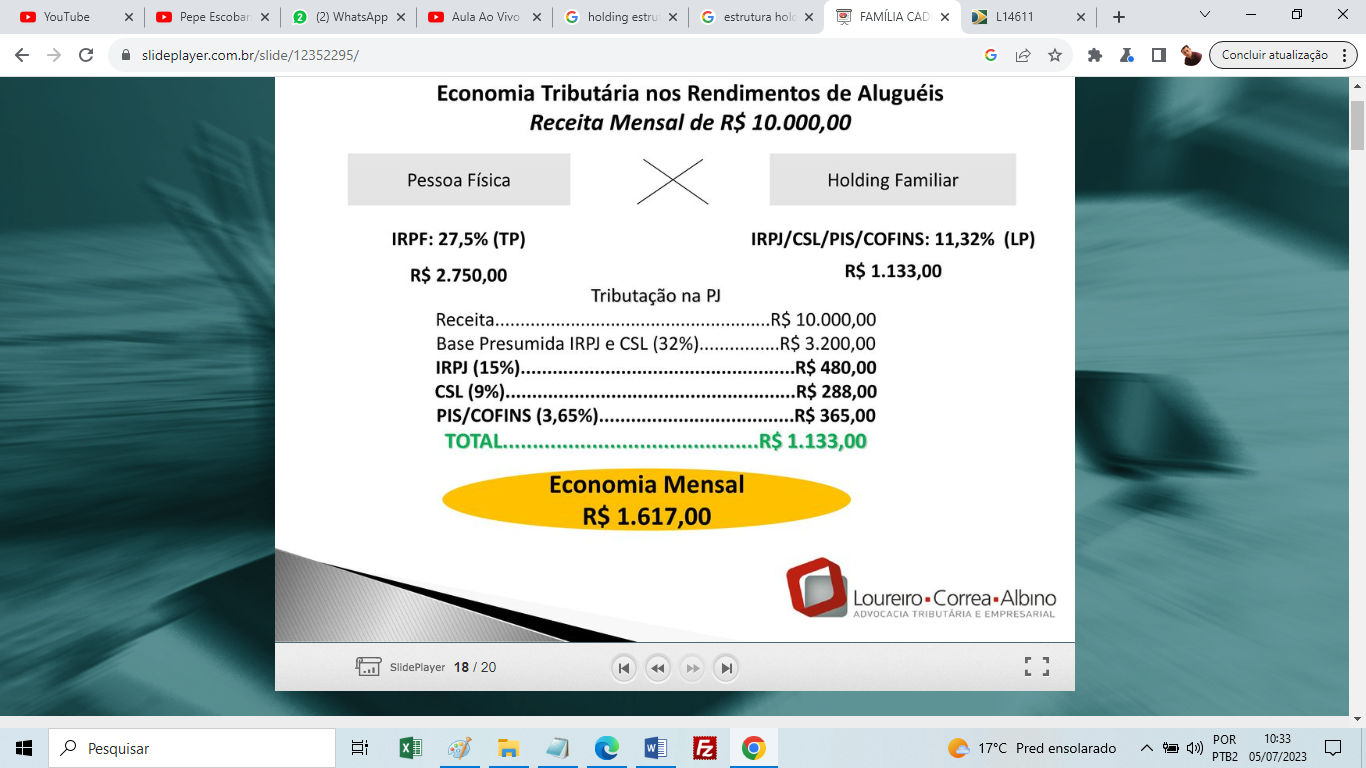 YouTube
Pepe Escobar
(2) WhatsApp
Aula Ao Vivo
holding estru
estrutura hold
FAMÍLIA CAD
L14611
slideplayer.com.br/slide/12352295/
Concluir atualização
Economia Tributária nos Rendimentos de Aluguéis
Receita Mensal de R$ 10.000,00
Pessoa Física
Holding Familiar
IRPF: 27,5% (TP)
IRPJ/CSL/PIS/COFINS: 11,32% (LP)
R$ 2.750,00
R$ 1.133,00
Tributação na PJ
Receita......................................................R$ 10.000,00
Base Presumida IRPJ e CSL (32%)................R$ 3.200,00
IRPJ (15%)......................................................R$ 480,00
CSL (9%).........................................................R$ 288,00
PIS/COFINS (3,65%)......................................R$ 365,00
TOTAL........................................R$ 1.133,00
Economia Mensal
R$ 1.617,00
Loureiro▪Correa▪Albino
ADVOCACIA TRIBUTÁRIA E EMPRESARIAL
SlidePlayer 18 / 20
Pesquisar
17°C Pred ensolarado
POR
PTB2
10:33
05/07/2023